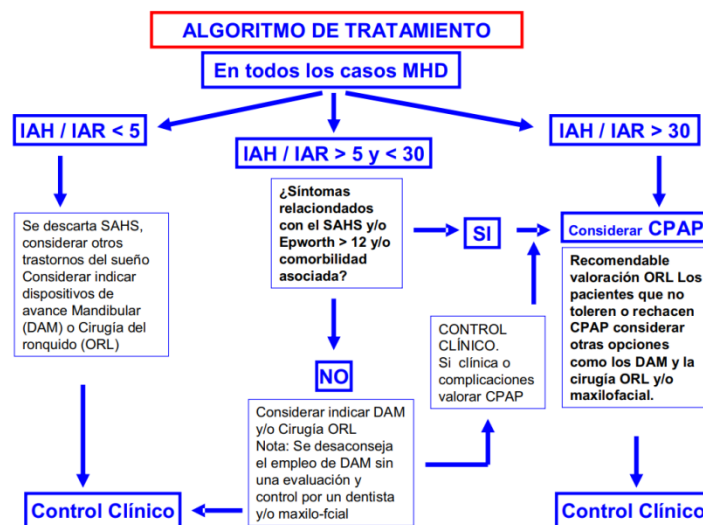 ALGORITMO DE TRATAMIENTO
En todos los casos MHD
IAH / IAR < 5
IAH / IAR > 5 y < 30
IAH / IAR > 30
Se descarta SAHS,
considerar otros
trastornos del sueño
Considerar indicar
dispositivos de
avance Mandibular
(DAM) o Cirugía del
ronquido (ORL)
¿Síntomas
relaciondados
con el SAHS y/o
Epworth > 12 y/o
comorbilidad
asociada?
SI
Considerar CPAP
Recomendable
valoración ORL Los
pacientes que no
toleren o rechacen
CPAP considerar
otras opciones
como los DAM y la
cirugía ORL y/o
maxilofacial.
CONTROL
CLÍNICO.
Si clínica o
complicaciones
valorar CPAP
NO
Considerar indicar DAM
y/o Cirugía ORL
Nota: Se desaconseja
el empleo de DAM sin
una evaluación y
control por un dentista
y/o maxilo-fcial
Control Clínico
Control Clínico